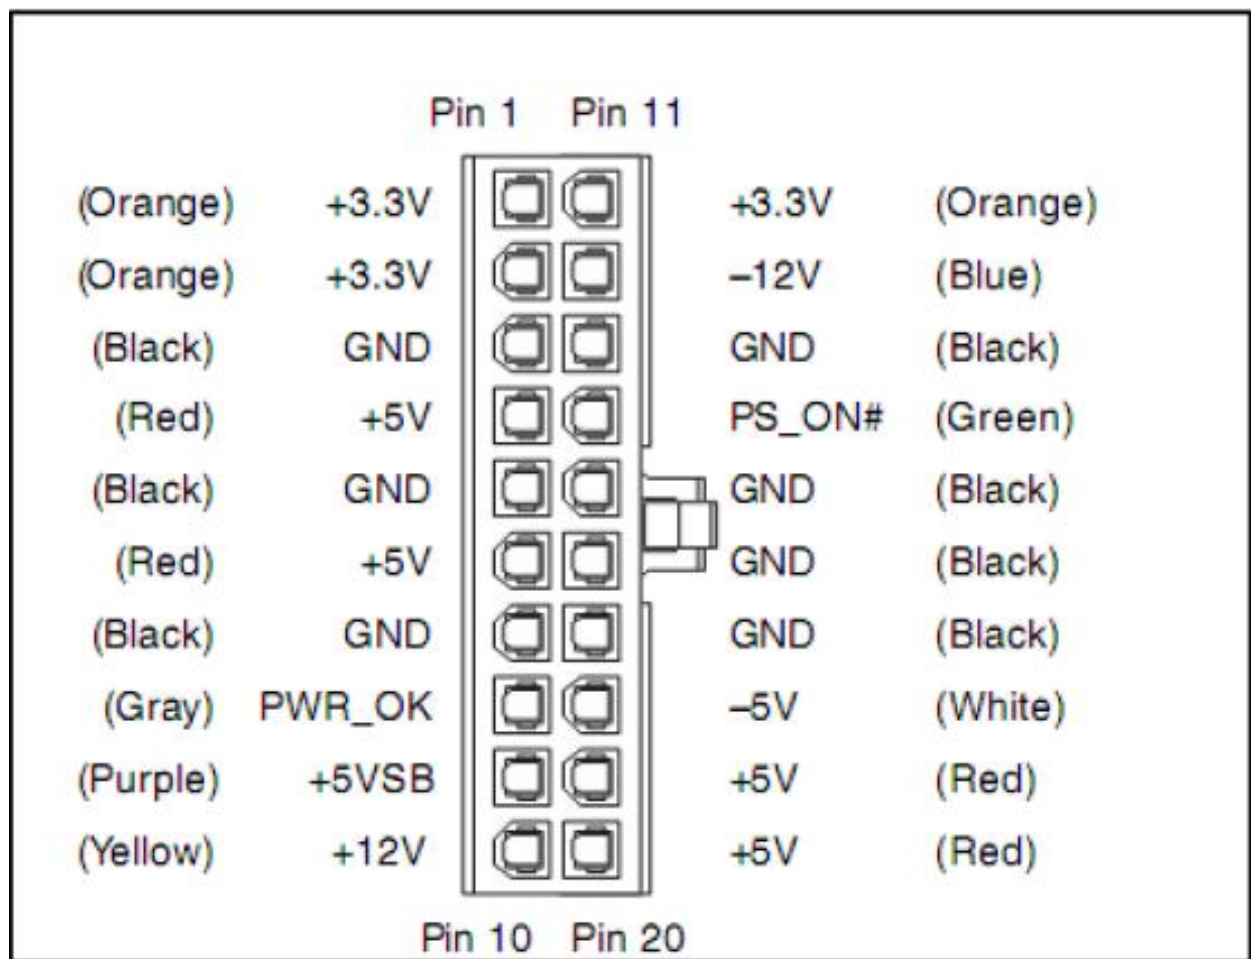 Pin 1 Pin 11
(Orange) +3.3V +3.3V (Orange)
(Orange) +3.3V –12V (Blue)
(Black) GND GND (Black)
(Red) +5V PS_ON# (Green)
(Black) GND GND (Black)
(Red) +5V GND (Black)
(Black) GND GND (Black)
(Gray) PWR_OK –5V (White)
(Purple) +5VSB +5V (Red)
(Yellow) +12V +5V (Red)
Pin 10 Pin 20